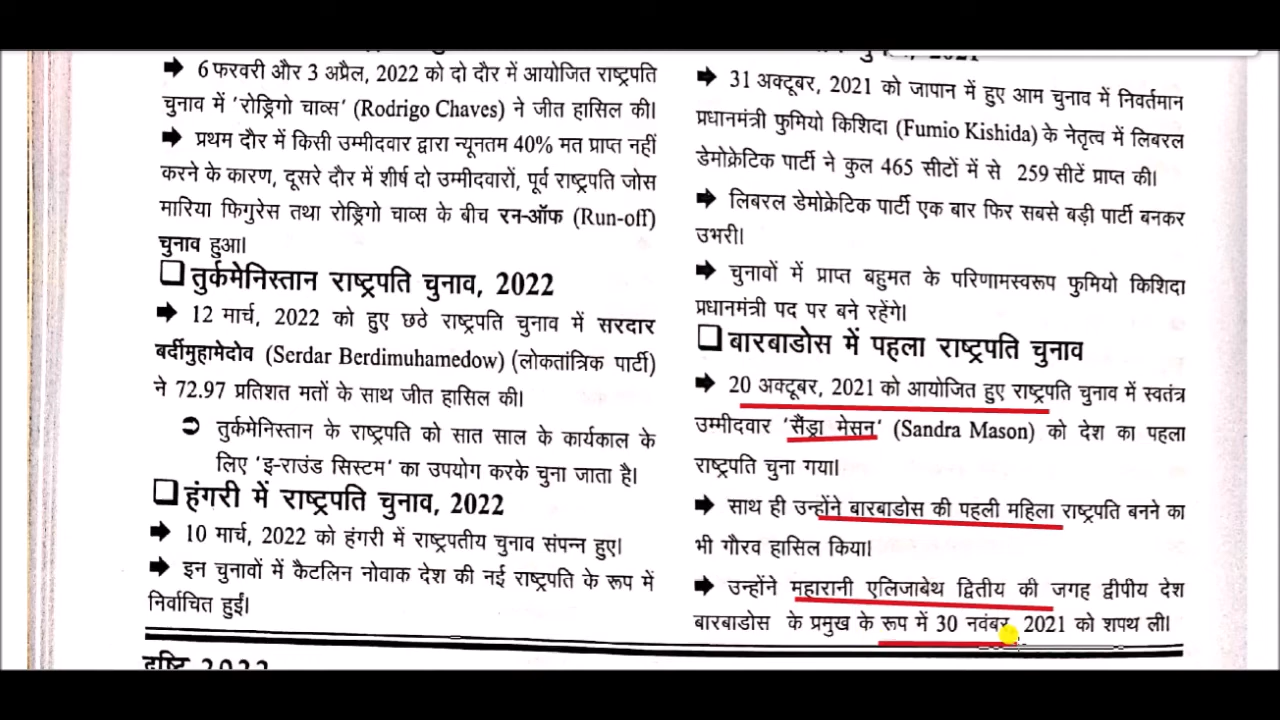 6 फरवरी और 3 अप्रैल, 2022 को दो दौर में आयोजित राष्ट्रपति
चुनाव में 'रोड्रिगो चाव्स' (Rodrigo Chaves) ने जीत हासिल की।
प्रथम दौर में किसी उम्मीदवार द्वारा न्यूनतम 40% मत प्राप्त नहीं
करने के कारण, दूसरे दौर में शीर्ष दो उम्मीदवारों, पूर्व राष्ट्रपति जोस
मारिया फिगुरेस तथा रोड्रिगो चाव्स के बीच रन-ऑफ (Run-off)
चुनाव हुआ।
तुर्कमेनिस्तान राष्ट्रपति चुनाव, 2022
12 मार्च, 2022 को हुए छठे राष्ट्रपति चुनाव में सरदार
बर्दीमुहामेदोव (Serdar Berdimuhamedow) (लोकतांत्रिक पार्टी)
ने 72.97 प्रतिशत मतों के साथ जीत हासिल की।
तुर्कमेनिस्तान के राष्ट्रपति को सात साल के कार्यकाल के
लिए 'इ-राउंड सिस्टम' का उपयोग करके चुना जाता है।
हंगरी में राष्ट्रपति चुनाव, 2022
10 मार्च, 2022 को हंगरी में राष्ट्रपतीय चुनाव संपन्न हुए।
इन चुनावों में कैटलिन नोवाक देश की नई राष्ट्रपति के रूप में
निर्वाचित हुईं।
दृष्टि 2022
2021
31 अक्टूबर, 2021 को जापान में हुए आम चुनाव में निवर्तमान
प्रधानमंत्री फुमियो किशिदा (Fumio Kishida) के नेतृत्व में लिबरल
डेमोक्रेटिक पार्टी ने कुल 465 सीटों में से 259 सीटें प्राप्त की।
लिबरल डेमोक्रेटिक पार्टी एक बार फिर सबसे बड़ी पार्टी बनकर
उभरी।
चुनावों में प्राप्त बहुमत के परिणामस्वरूप फुमियो किशिदा
प्रधानमंत्री पद पर बने रहेंगे।
बारबाडोस में पहला राष्ट्रपति चुनाव
20 अक्टूबर, 2021 को आयोजित हुए राष्ट्रपति चुनाव में स्वतंत्र
उम्मीदवार 'सैंड्रा मेसन' (Sandra Mason) को देश का पहला
राष्ट्रपति चुना गया।
साथ ही उन्होंने बारबाडोस की पहली महिला राष्ट्रपति बनने का
भी गौरव हासिल किया।
उन्होंने महारानी एलिजाबेथ द्वितीय की जगह द्वीपीय देश
बारबाडोस के प्रमुख के रूप में 30 नवंबर, 2021 को शपथ ली।